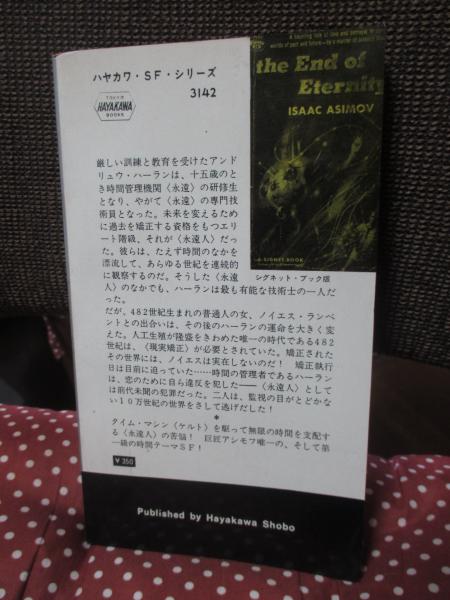 ハヤカワ・SF・シリーズ
3142
TOKYO
HAYAKAWA
BOOKS
A haunting tale of love and betrayal in
worlds of past and future—by a master of science
the End of
Eternity
ISAAC ASIMOV
A SIGNET BOOK
シグネット・ブック版
厳しい訓練と教育を受けたアンド
リュウ・ハーランは、十五歳のと
き時間管理機関〈永遠〉の研修生
となり、やがて〈永遠〉の専門技
術員となった。未来を変えるため
に過去を矯正する資格をもつエリ
ート階級、それが〈永遠人〉だっ
た。彼らは、たえず時間のなかを
漂流して、あらゆる世紀を連続的
に観察するのだ。そうした〈永遠
人〉のなかでも、ハーランは最も有能な技術士の一人だ
った。
だが、482世紀生まれの普通人の女、ノイエス・ランベ
ントとの出合いは、その後のハーランの運命を大きく変
えた。人工生殖が隆盛をきわめた唯一の時代である482
世紀は、〈現実矯正〉が必要とされていた。矯正された
その世界には、ノイエスは実在しないのだ！ 矯正執行
日は目前に迫っていた……時間の管理者であるハーラン
は、恋のために自ら違反を犯した――〈永遠人〉として
は前代未聞の犯罪だった。二人は、監視の目がとどかな
い10万世紀の世界をさして逃げだした！
＊
タイム・マシン〈ケルト〉を駆って無限の時間を支配す
る〈永遠人〉の苦悩！ 巨匠アシモフ唯一の、そして第
一級の時間テーマSF！
￥350
Published by Hayakawa Shobo